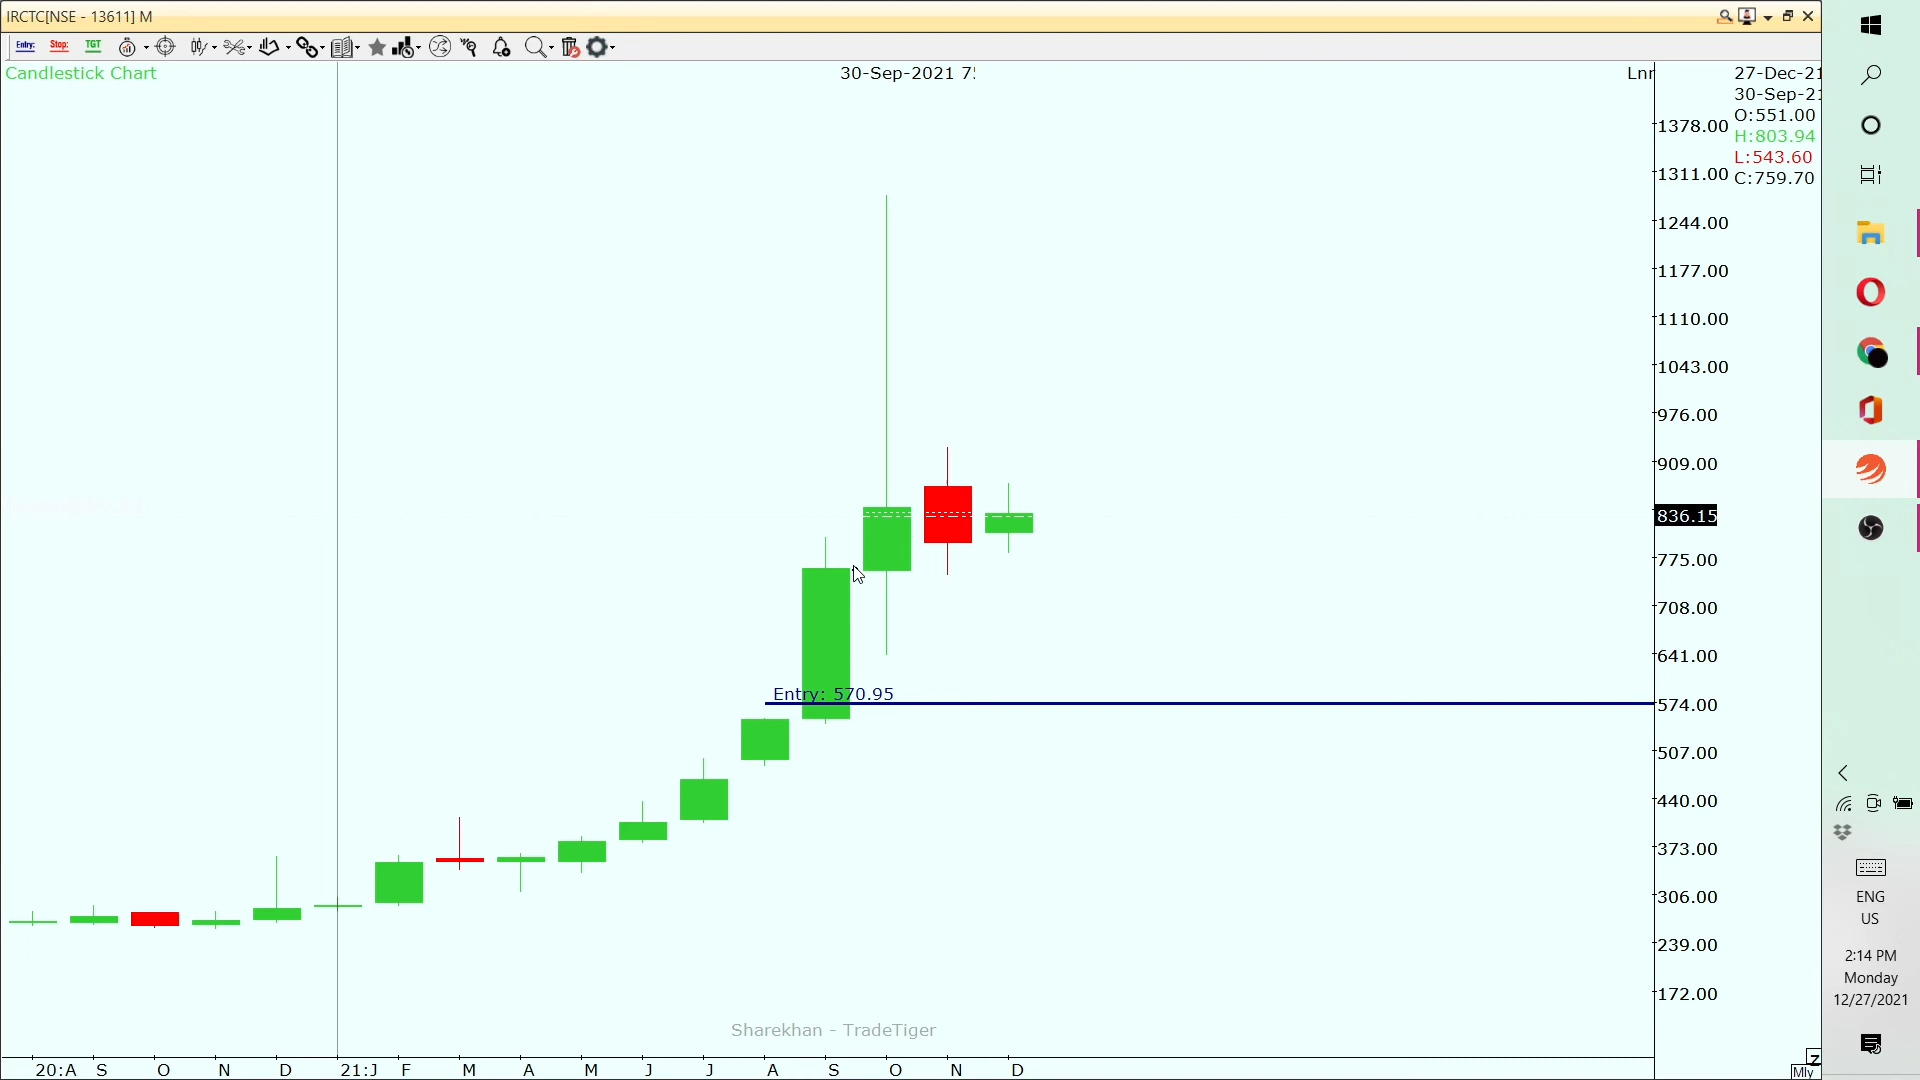 IRCTC[NSE - 13611] M
Entry: Stop: TGT
Candlestick Chart
30-Sep-2021
27-Dec-21
30-Sep-21
O:551.00
H:803.94
L:543.60
C:759.70
1378.00
1311.00
1244.00
1177.00
1110.00
1043.00
976.00
909.00
836.15
775.00
708.00
641.00
574.00
507.00
440.00
373.00
306.00
239.00
172.00
Entry: 570.95
Sharekhan - TradeTiger
20:A S O N D 21:J F M A M J J A S O N D
Z
Mly
ENG
US
2:14 PM
Monday
12/27/2021